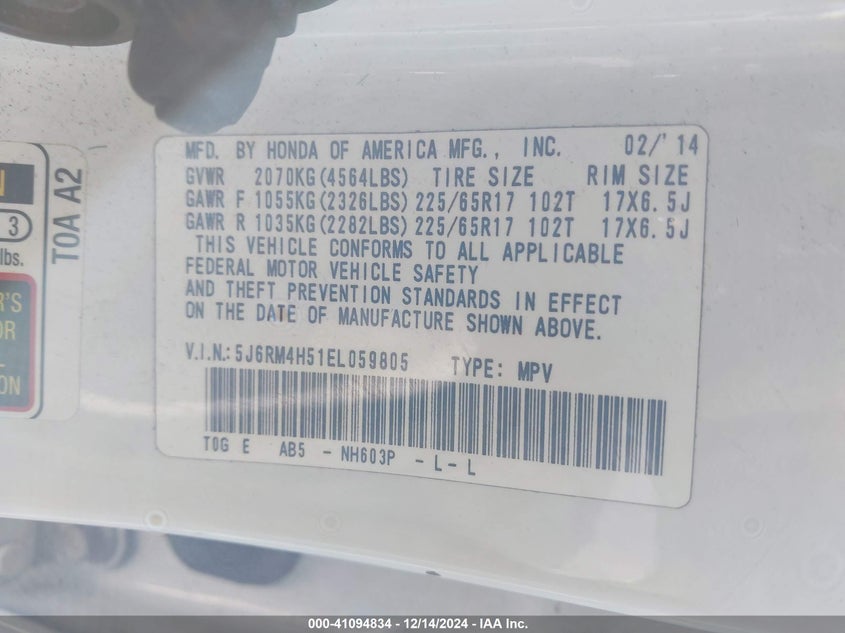 MFD. BY HONDA OF AMERICA MFG., INC. 02/'14
GVWR 2070KG(4564LBS) TIRE SIZE RIM SIZE
GAWR F 1055KG(2326LBS) 225/65R17 102T 17X6.5J
GAWR R 1035KG(2282LBS) 225/65R17 102T 17X6.5J
THIS VEHICLE CONFORMS TO ALL APPLICABLE
FEDERAL MOTOR VEHICLE SAFETY
AND THEFT PREVENTION STANDARDS IN EFFECT
ON THE DATE OF MANUFACTURE SHOWN ABOVE.
V.I.N.: 5J6RM4H51EL059805 TYPE: MPV
T0G E AB5 - NH603P - L - L
T0A A2
3
lbs.
000-41094834 - 12/14/2024 - IAA Inc.